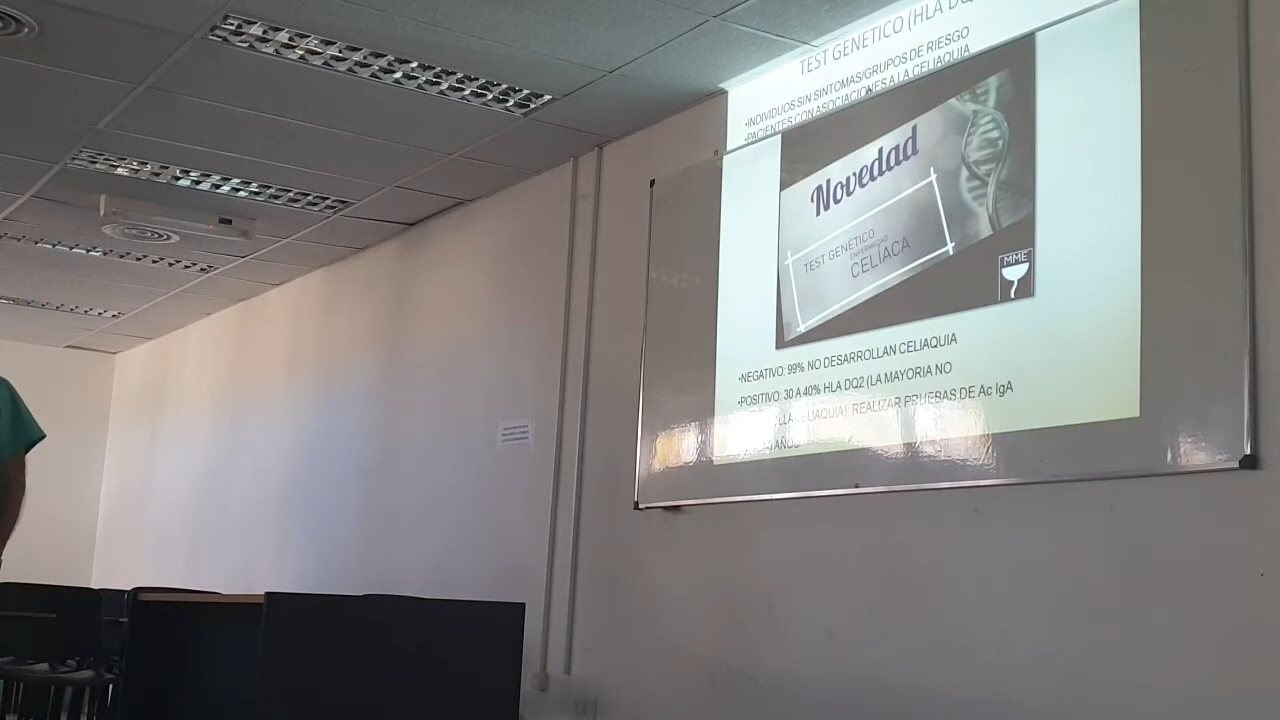 TEST GENETICO (HLA DQ
•INDIVIDUOS SIN SINTOMAS/GRUPOS DE RIESGO
•PACIENTES CON ASOCIACIONES A LA CELIAQUIA
Novedad
TEST GENÉTICO
ENFERMEDAD
CELÍACA
MME
•NEGATIVO: 99% NO DESARROLLAN CELIAQUIA
•POSITIVO: 30 A 40% HLA DQ2 (LA MAYORIA NO
CELIAQUIA) REALIZAR PRUEBAS DE Ac IgA
AÑOS